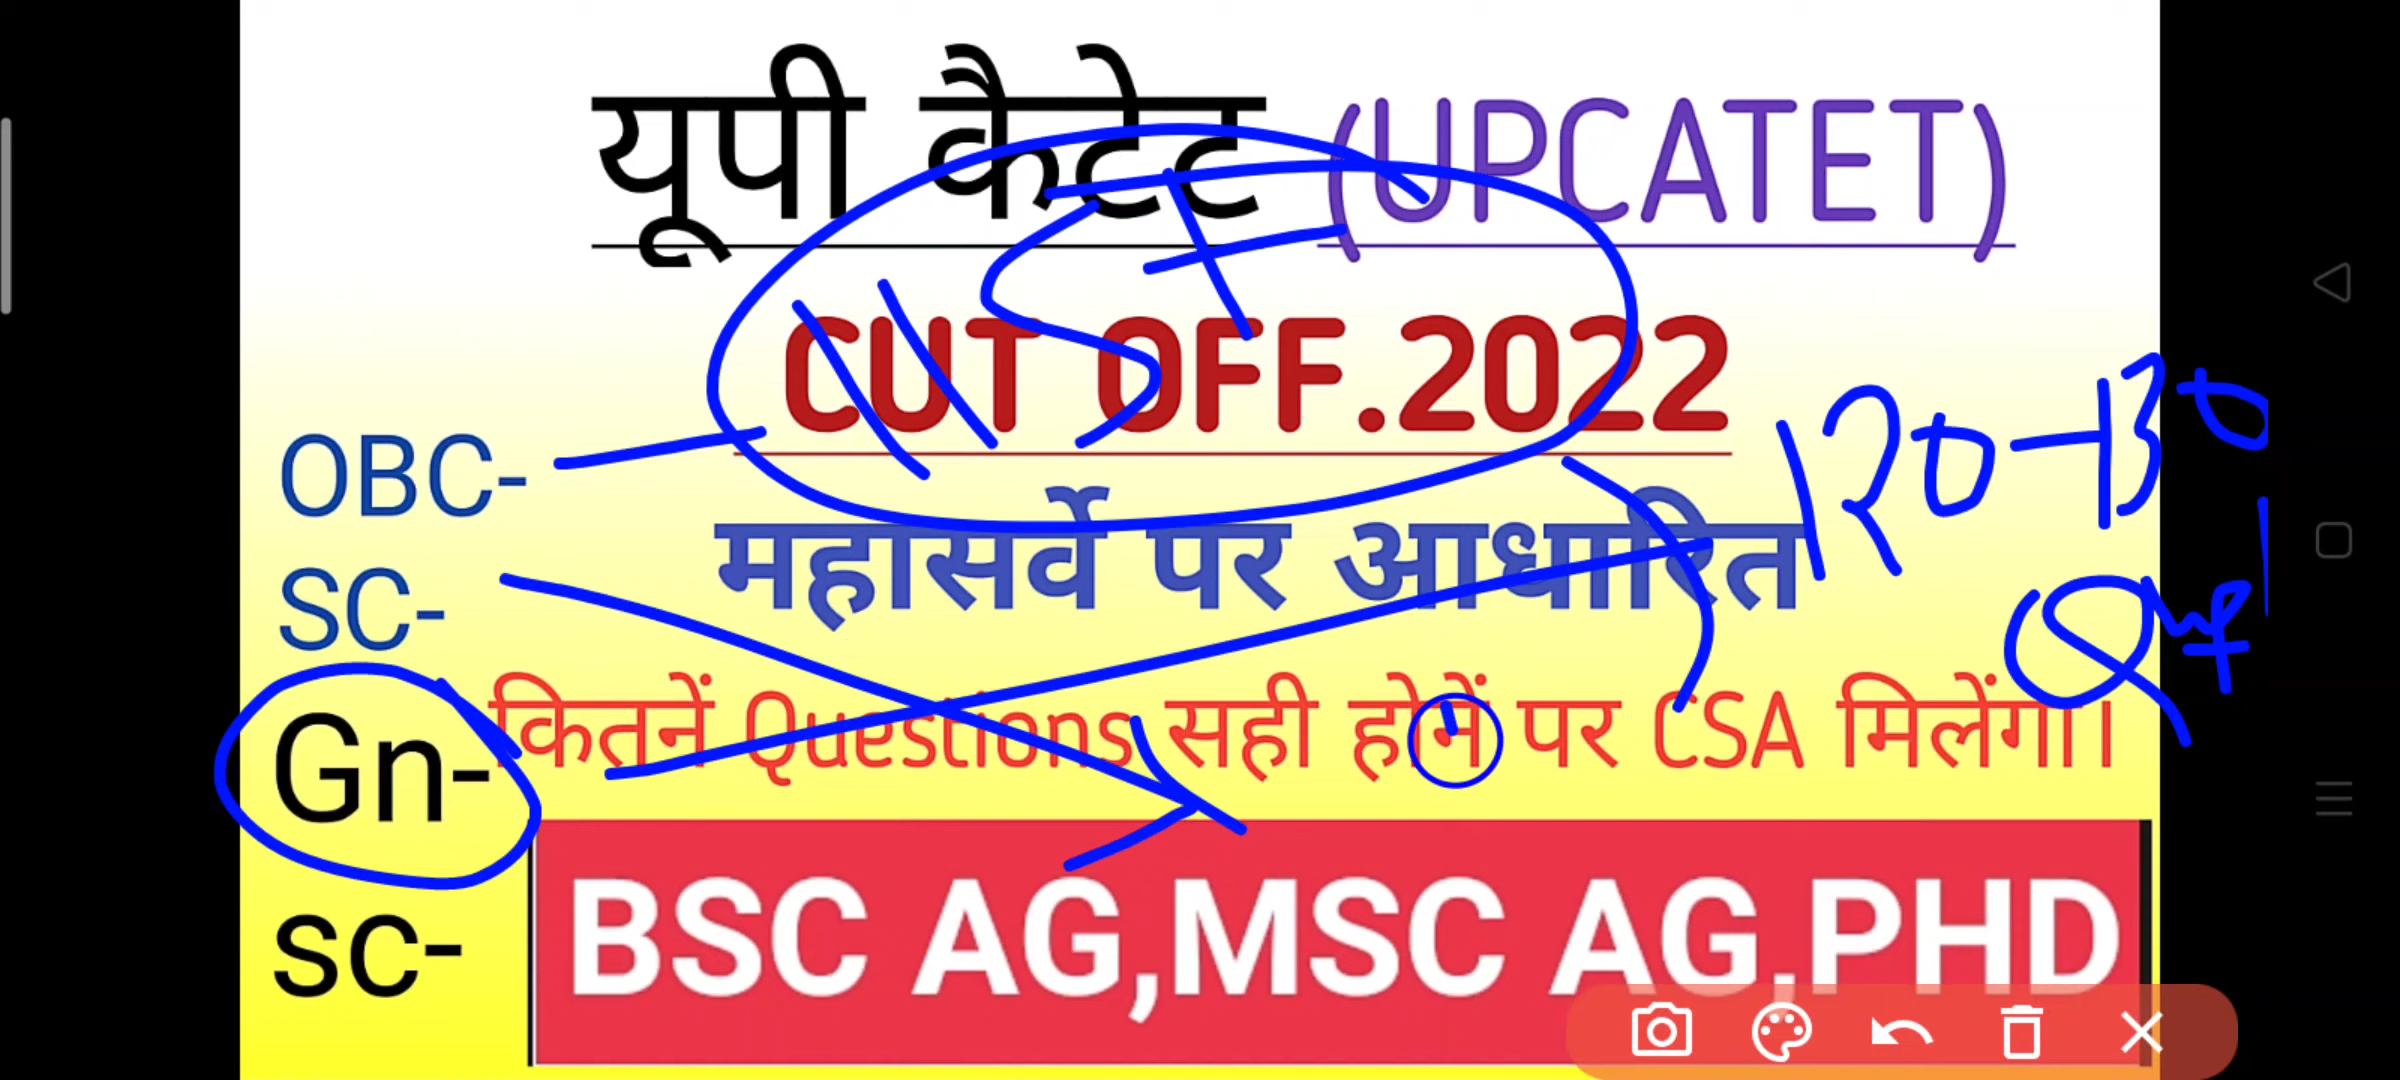 यूपी कैटेट (UPCATET)
CUT OFF.2022
OBC-
120-130
महासर्वे पर आधारित
SC-
कितनें Questions सही होनें पर CSA मिलेंगा।
Gn-
sc-
BSC AG,MSC AG,PHD